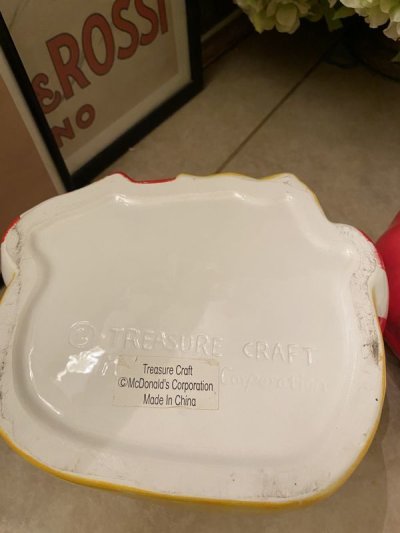 &ROSSI
NO
© TREASURE CRAFT
Corporation
Treasure Craft
©McDonald's Corporation
Made In China